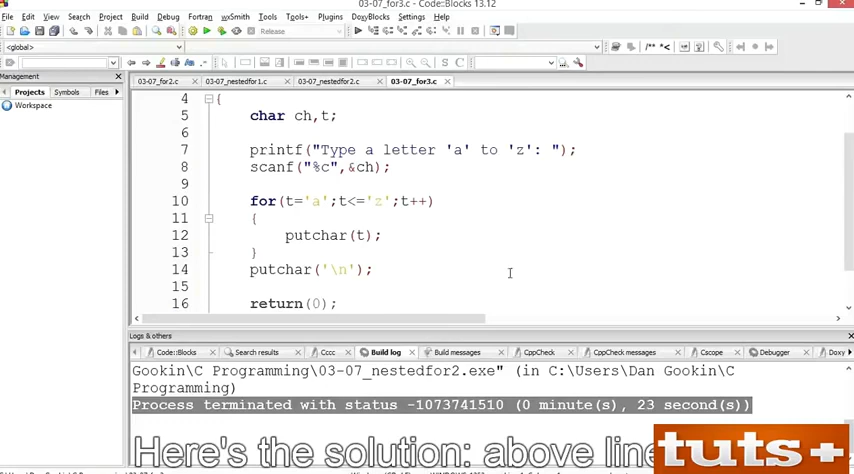 03-07_for3.c - Code::Blocks 13.12
File Edit View Search Project Build Debug Fortran wxSmith Tools Tools+ Plugins DoxyBlocks Settings Help
Release
<global>
/** *<
Management
Projects Symbols Files
Workspace
03-07_for2.c 03-07_nestedfor1.c 03-07_nestedfor2.c 03-07_for3.c
4 {
5 char ch,t;
6
7 printf("Type a letter 'a' to 'z': ");
8 scanf("%c",&ch);
9
10 for(t='a';t<='z';t++)
11 {
12 putchar(t);
13 }
14 putchar('\n');
15
16 return(0);
Logs & others
Code::Blocks Search results Cccc Build log Build messages CppCheck CppCheck messages Cscope Debugger Doxy
Gookin\C Programming\03-07_nestedfor2.exe" (in C:\Users\Dan Gookin\C
Programming)
Process terminated with status -1073741510 (0 minute(s), 23 second(s))
Here's the solution: above line
tuts+